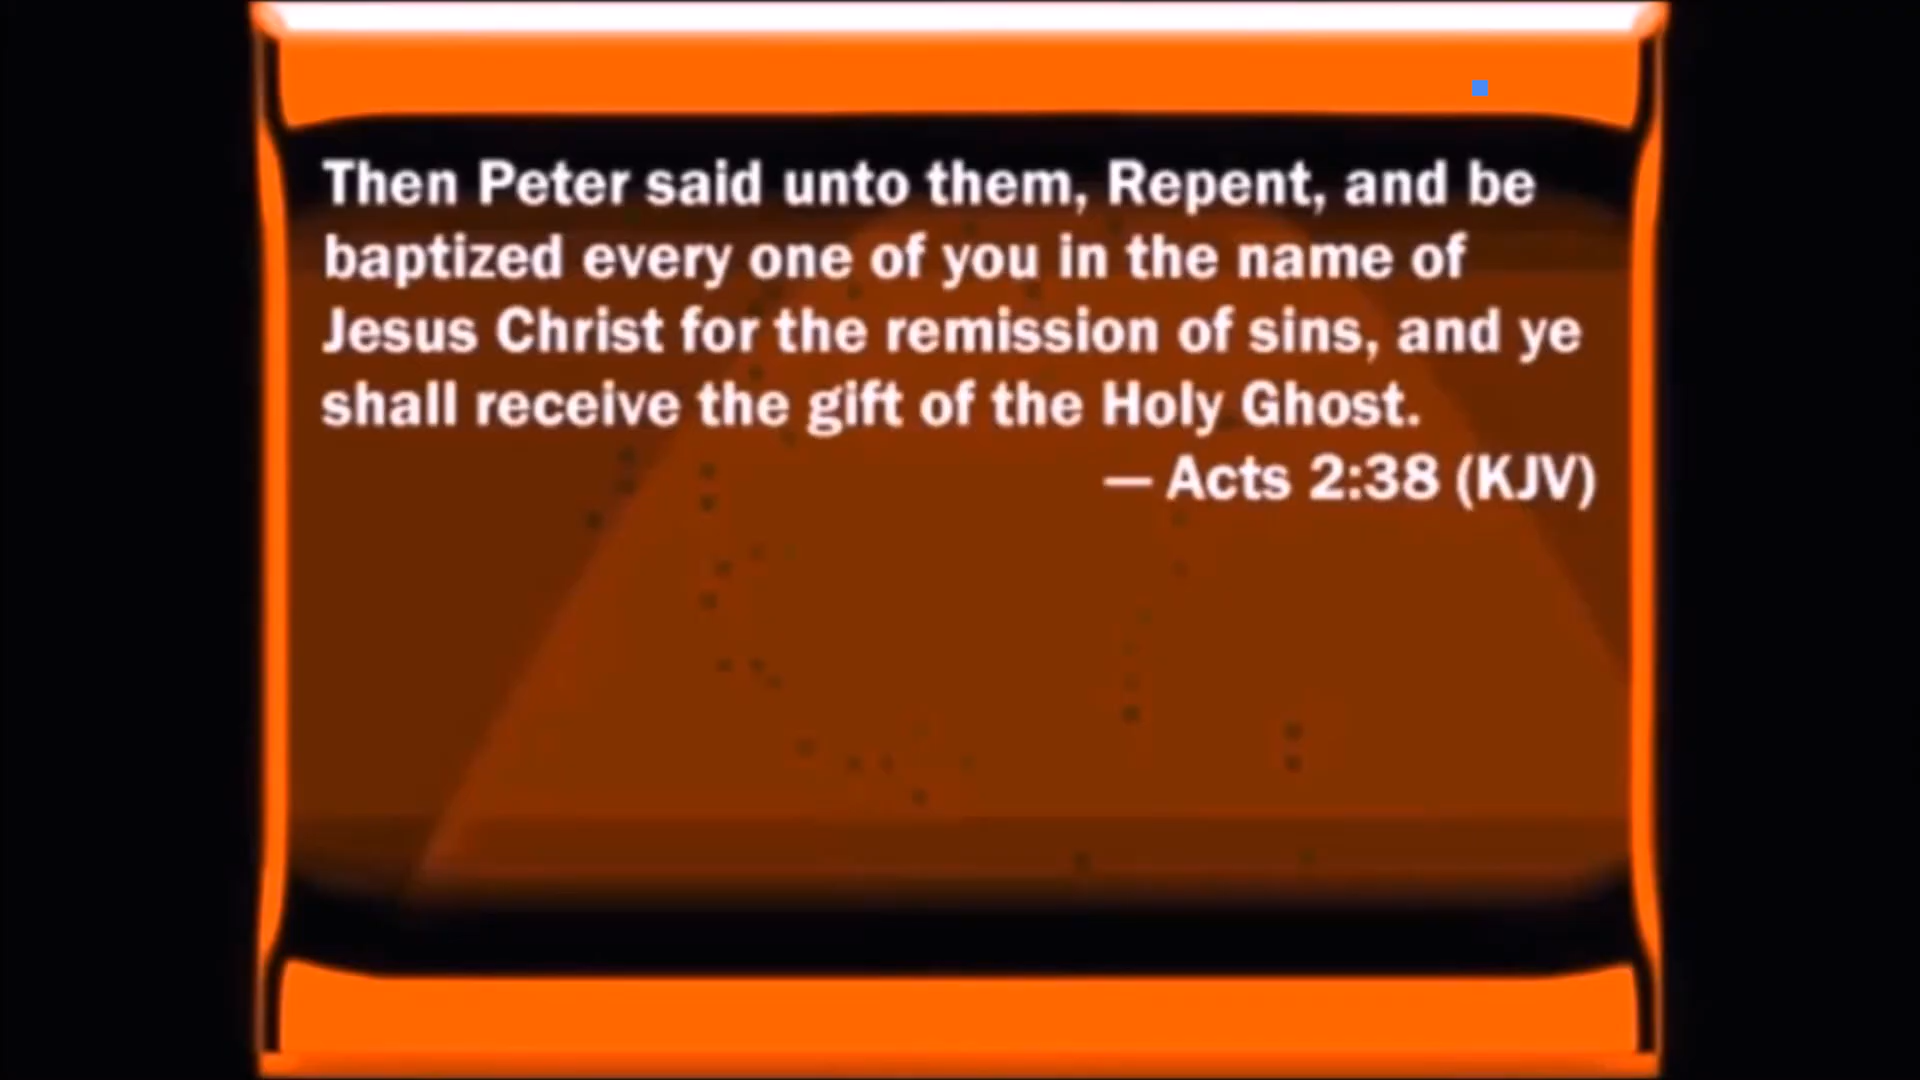 Then Peter said unto them, Repent, and be
baptized every one of you in the name of
Jesus Christ for the remission of sins, and ye
shall receive the gift of the Holy Ghost.
— Acts 2:38 (KJV)